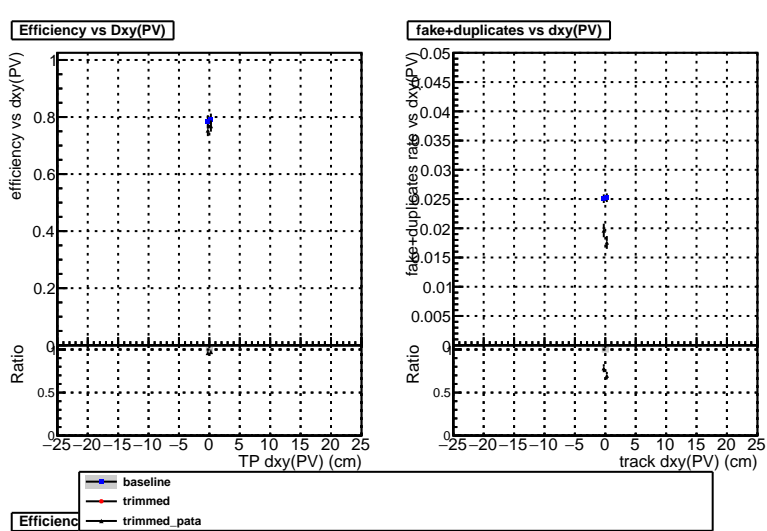 Efficiency vs Dxy(PV)
fake+duplicates vs dxy(PV)
efficiency vs dxy(PV)
1
0.8
0.6
0.4
0.2
0
fake+duplicates rate vs dxy(PV)
0.05
0.045
0.04
0.035
0.03
0.025
0.02
0.015
0.01
0.005
0
Ratio
1
0.5
0
−25 −20 −15 −10 −5 0 5 10 15 20 25
TP dxy(PV) (cm)
Ratio
1
0.5
0
−25 −20 −15 −10 −5 0 5 10 15 20 25
track dxy(PV) (cm)
baseline
trimmed
trimmed_pata
Efficienc